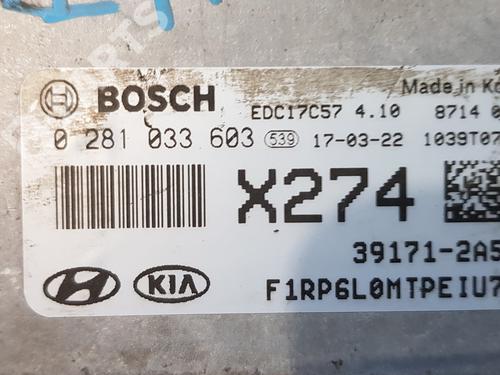 BOSCH
EDC17C57 4.10 8714
Made in Ko
0 281 033 603 539 17-03-22 1039T07
X274
39171-2A5
HYUNDAI KIA
F1RP6L0MTPEIU7